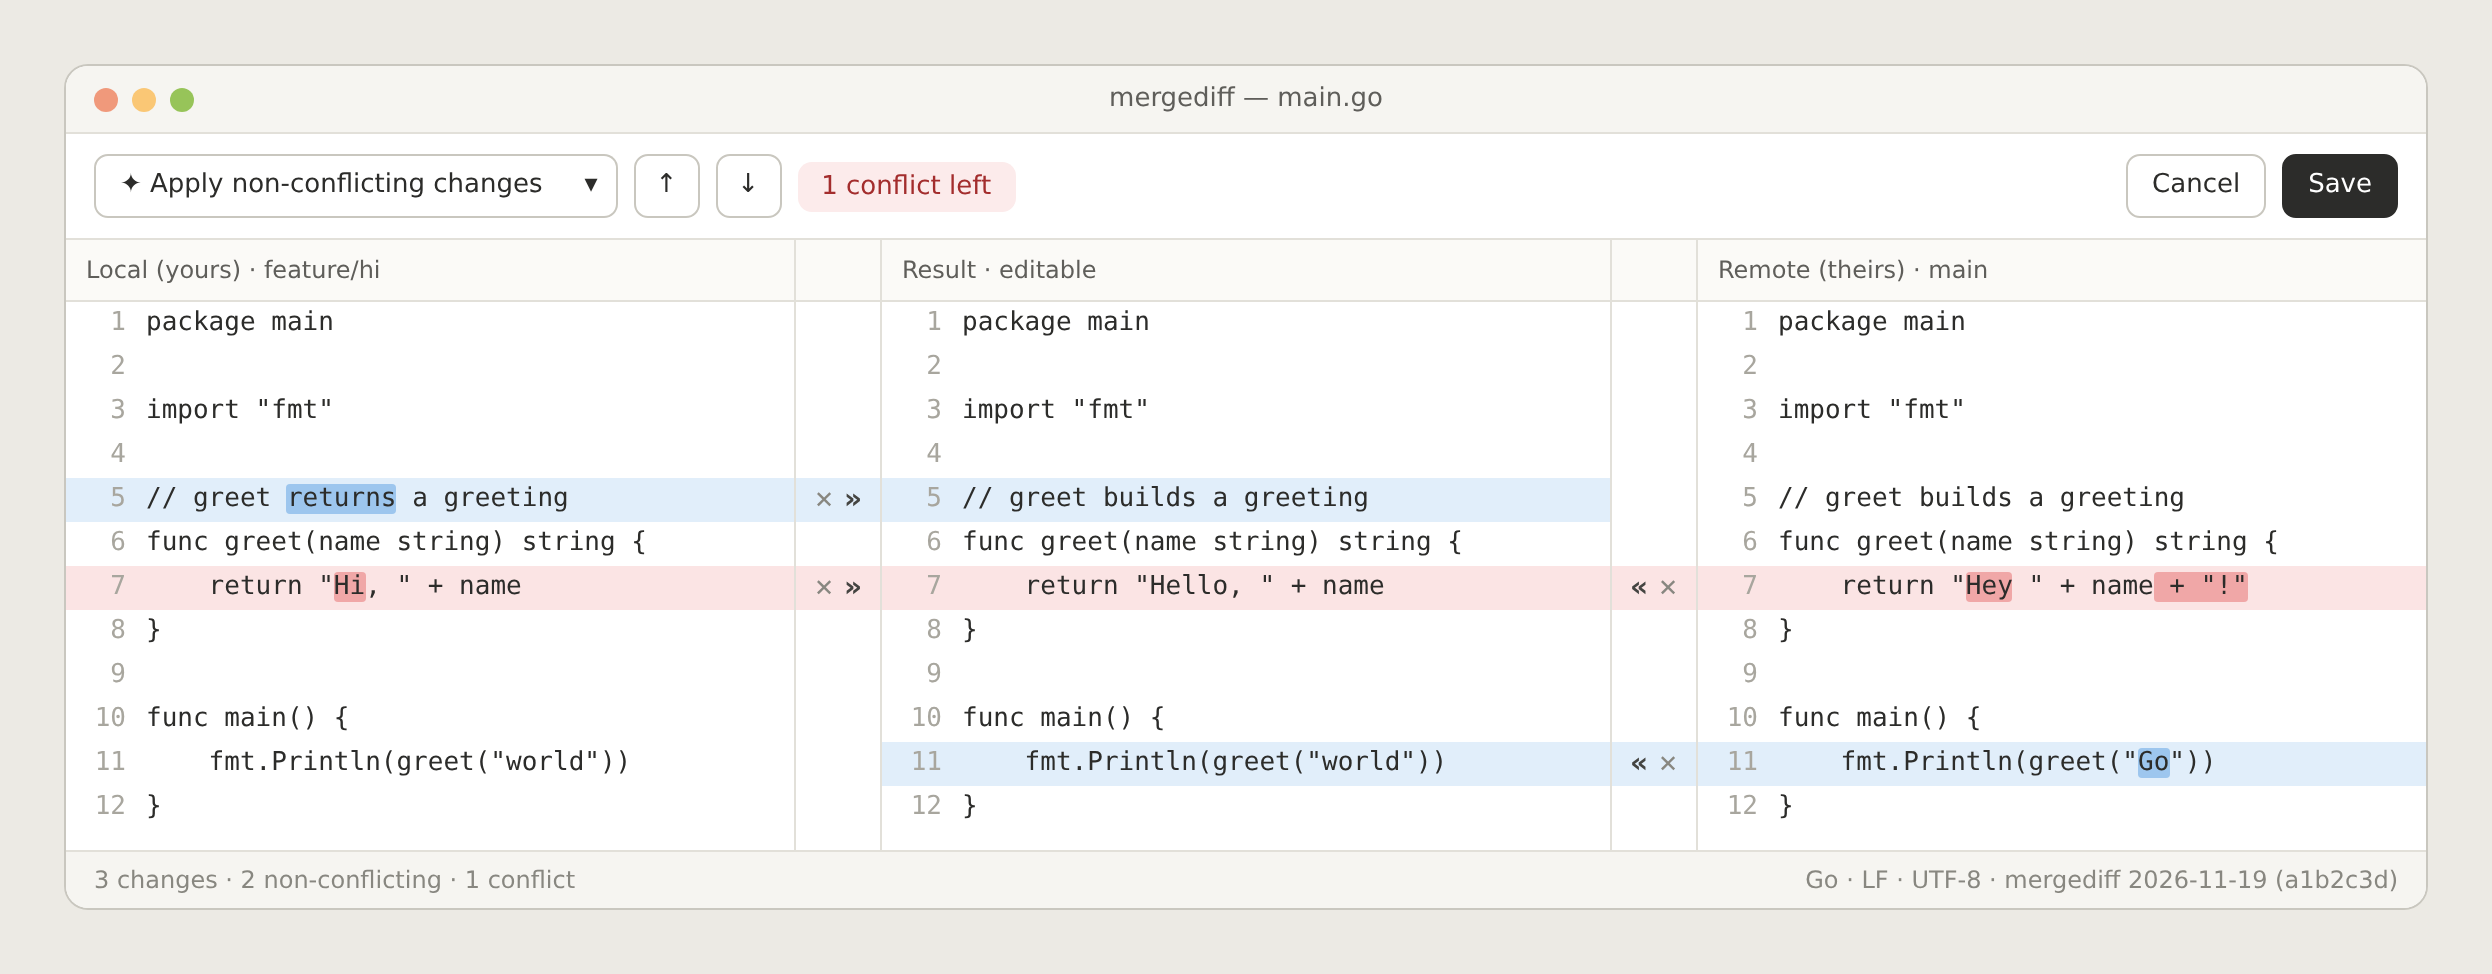 mergediff — main.go
✦ Apply non-conflicting changes ▾ ↑ ↓ 1 conflict left Cancel Save
Local (yours) · feature/hi
1 package main
2
3 import "fmt"
4
5 // greet returns a greeting × »
6 func greet(name string) string {
7     return "Hi, " + name × »
8 }
9
10 func main() {
11     fmt.Println(greet("world"))
12 }
Result · editable
1 package main
2
3 import "fmt"
4
5 // greet builds a greeting
6 func greet(name string) string {
7     return "Hello, " + name
8 }
9
10 func main() {
11     fmt.Println(greet("world"))
12 }
Remote (theirs) · main
1 package main
2
3 import "fmt"
4
5 // greet builds a greeting
6 func greet(name string) string {
« × 7     return "Hey " + name + "!"
8 }
9
10 func main() {
« × 11     fmt.Println(greet("Go"))
12 }
3 changes · 2 non-conflicting · 1 conflict
Go · LF · UTF-8 · mergediff 2026-11-19 (a1b2c3d)